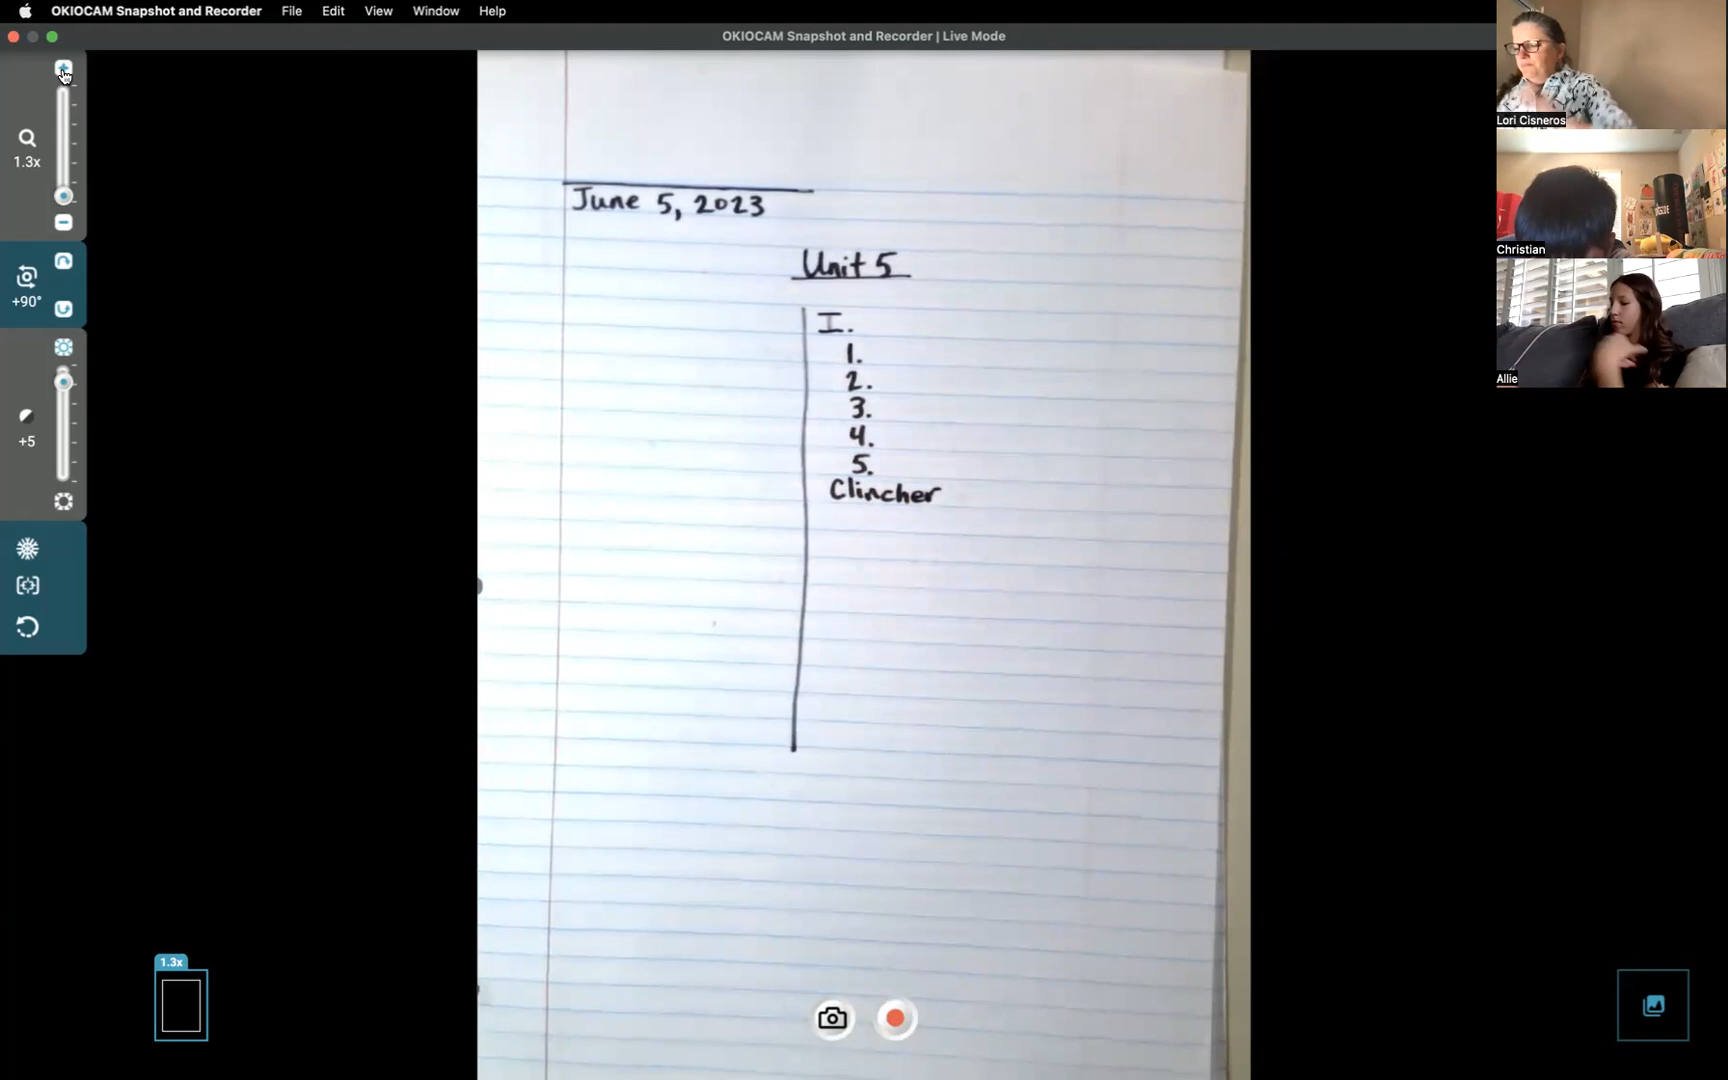 OKIOCAM Snapshot and Recorder File Edit View Window Help
OKIOCAM Snapshot and Recorder | Live Mode
1.3x
+90°
+5
June 5, 2023
Unit 5
I.
1.
2.
3.
4.
5.
Clincher
1.3x
Lori Cisneros
Christian
Allie